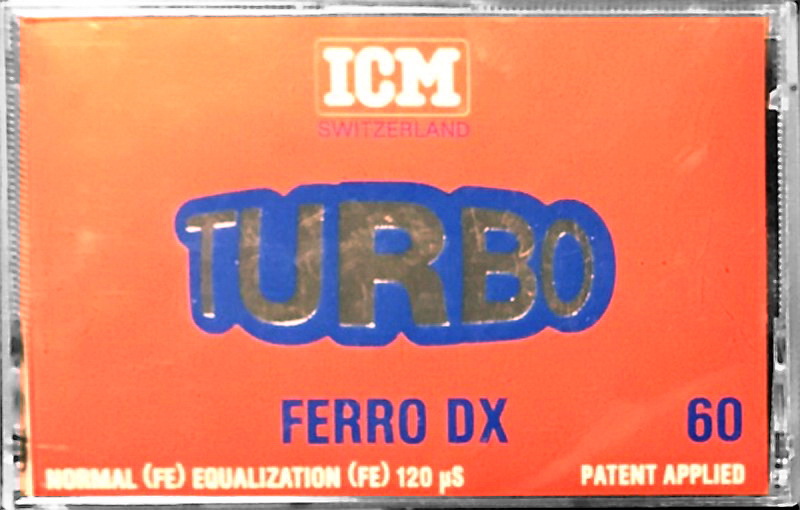 ICM
SWITZERLAND
TURBO
FERRO DX 60
NORMAL (FE) EQUALIZATION (FE) 120 µS PATENT APPLIED